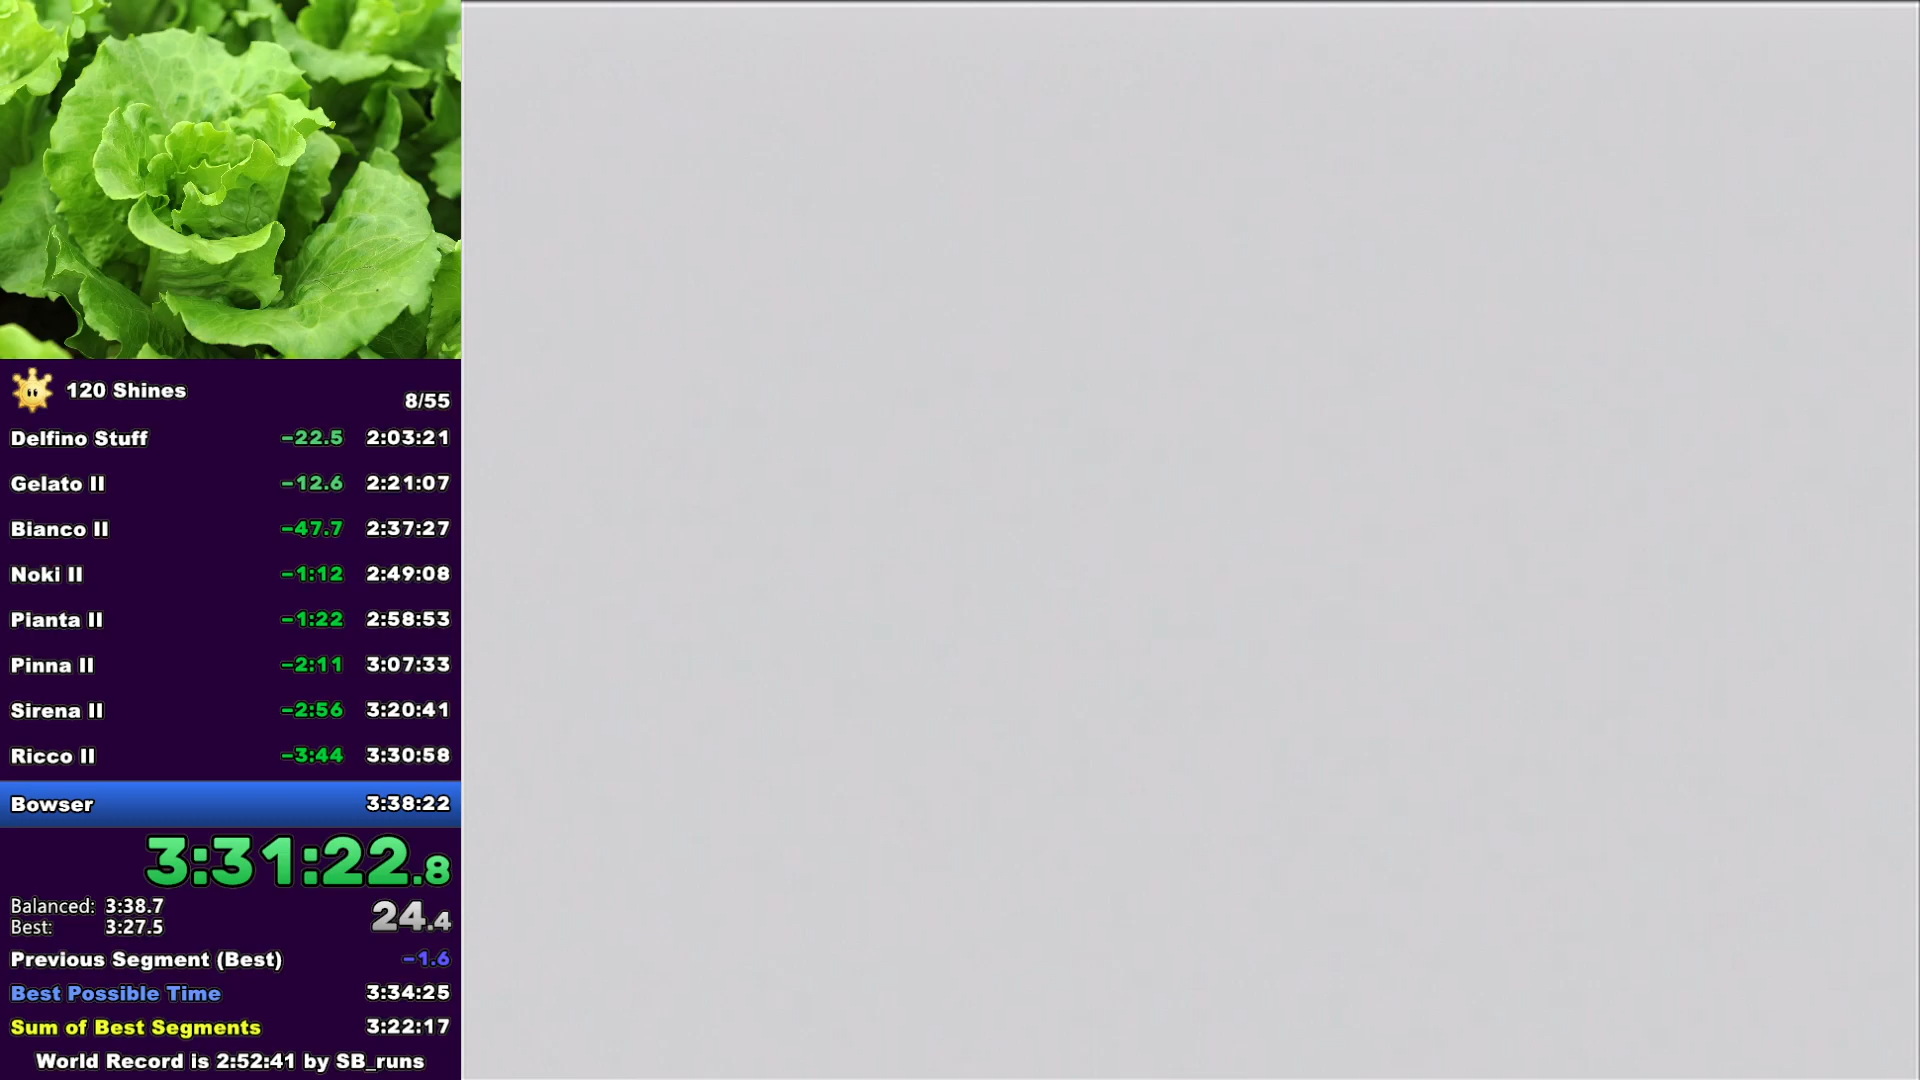 120 Shines
8/55
Delfino Stuff -22.5 2:03:21
Gelato II -12.6 2:21:07
Bianco II -47.7 2:37:27
Noki II -1:12 2:49:08
Pianta II -1:22 2:58:53
Pinna II -2:11 3:07:33
Sirena II -2:56 3:20:41
Ricco II -3:44 3:30:58
Bowser 3:38:22
3:31:22.8
Balanced: 3:38.7
Best: 3:27.5
24.4
Previous Segment (Best) -1.6
Best Possible Time 3:34:25
Sum of Best Segments 3:22:17
World Record is 2:52:41 by SB_runs